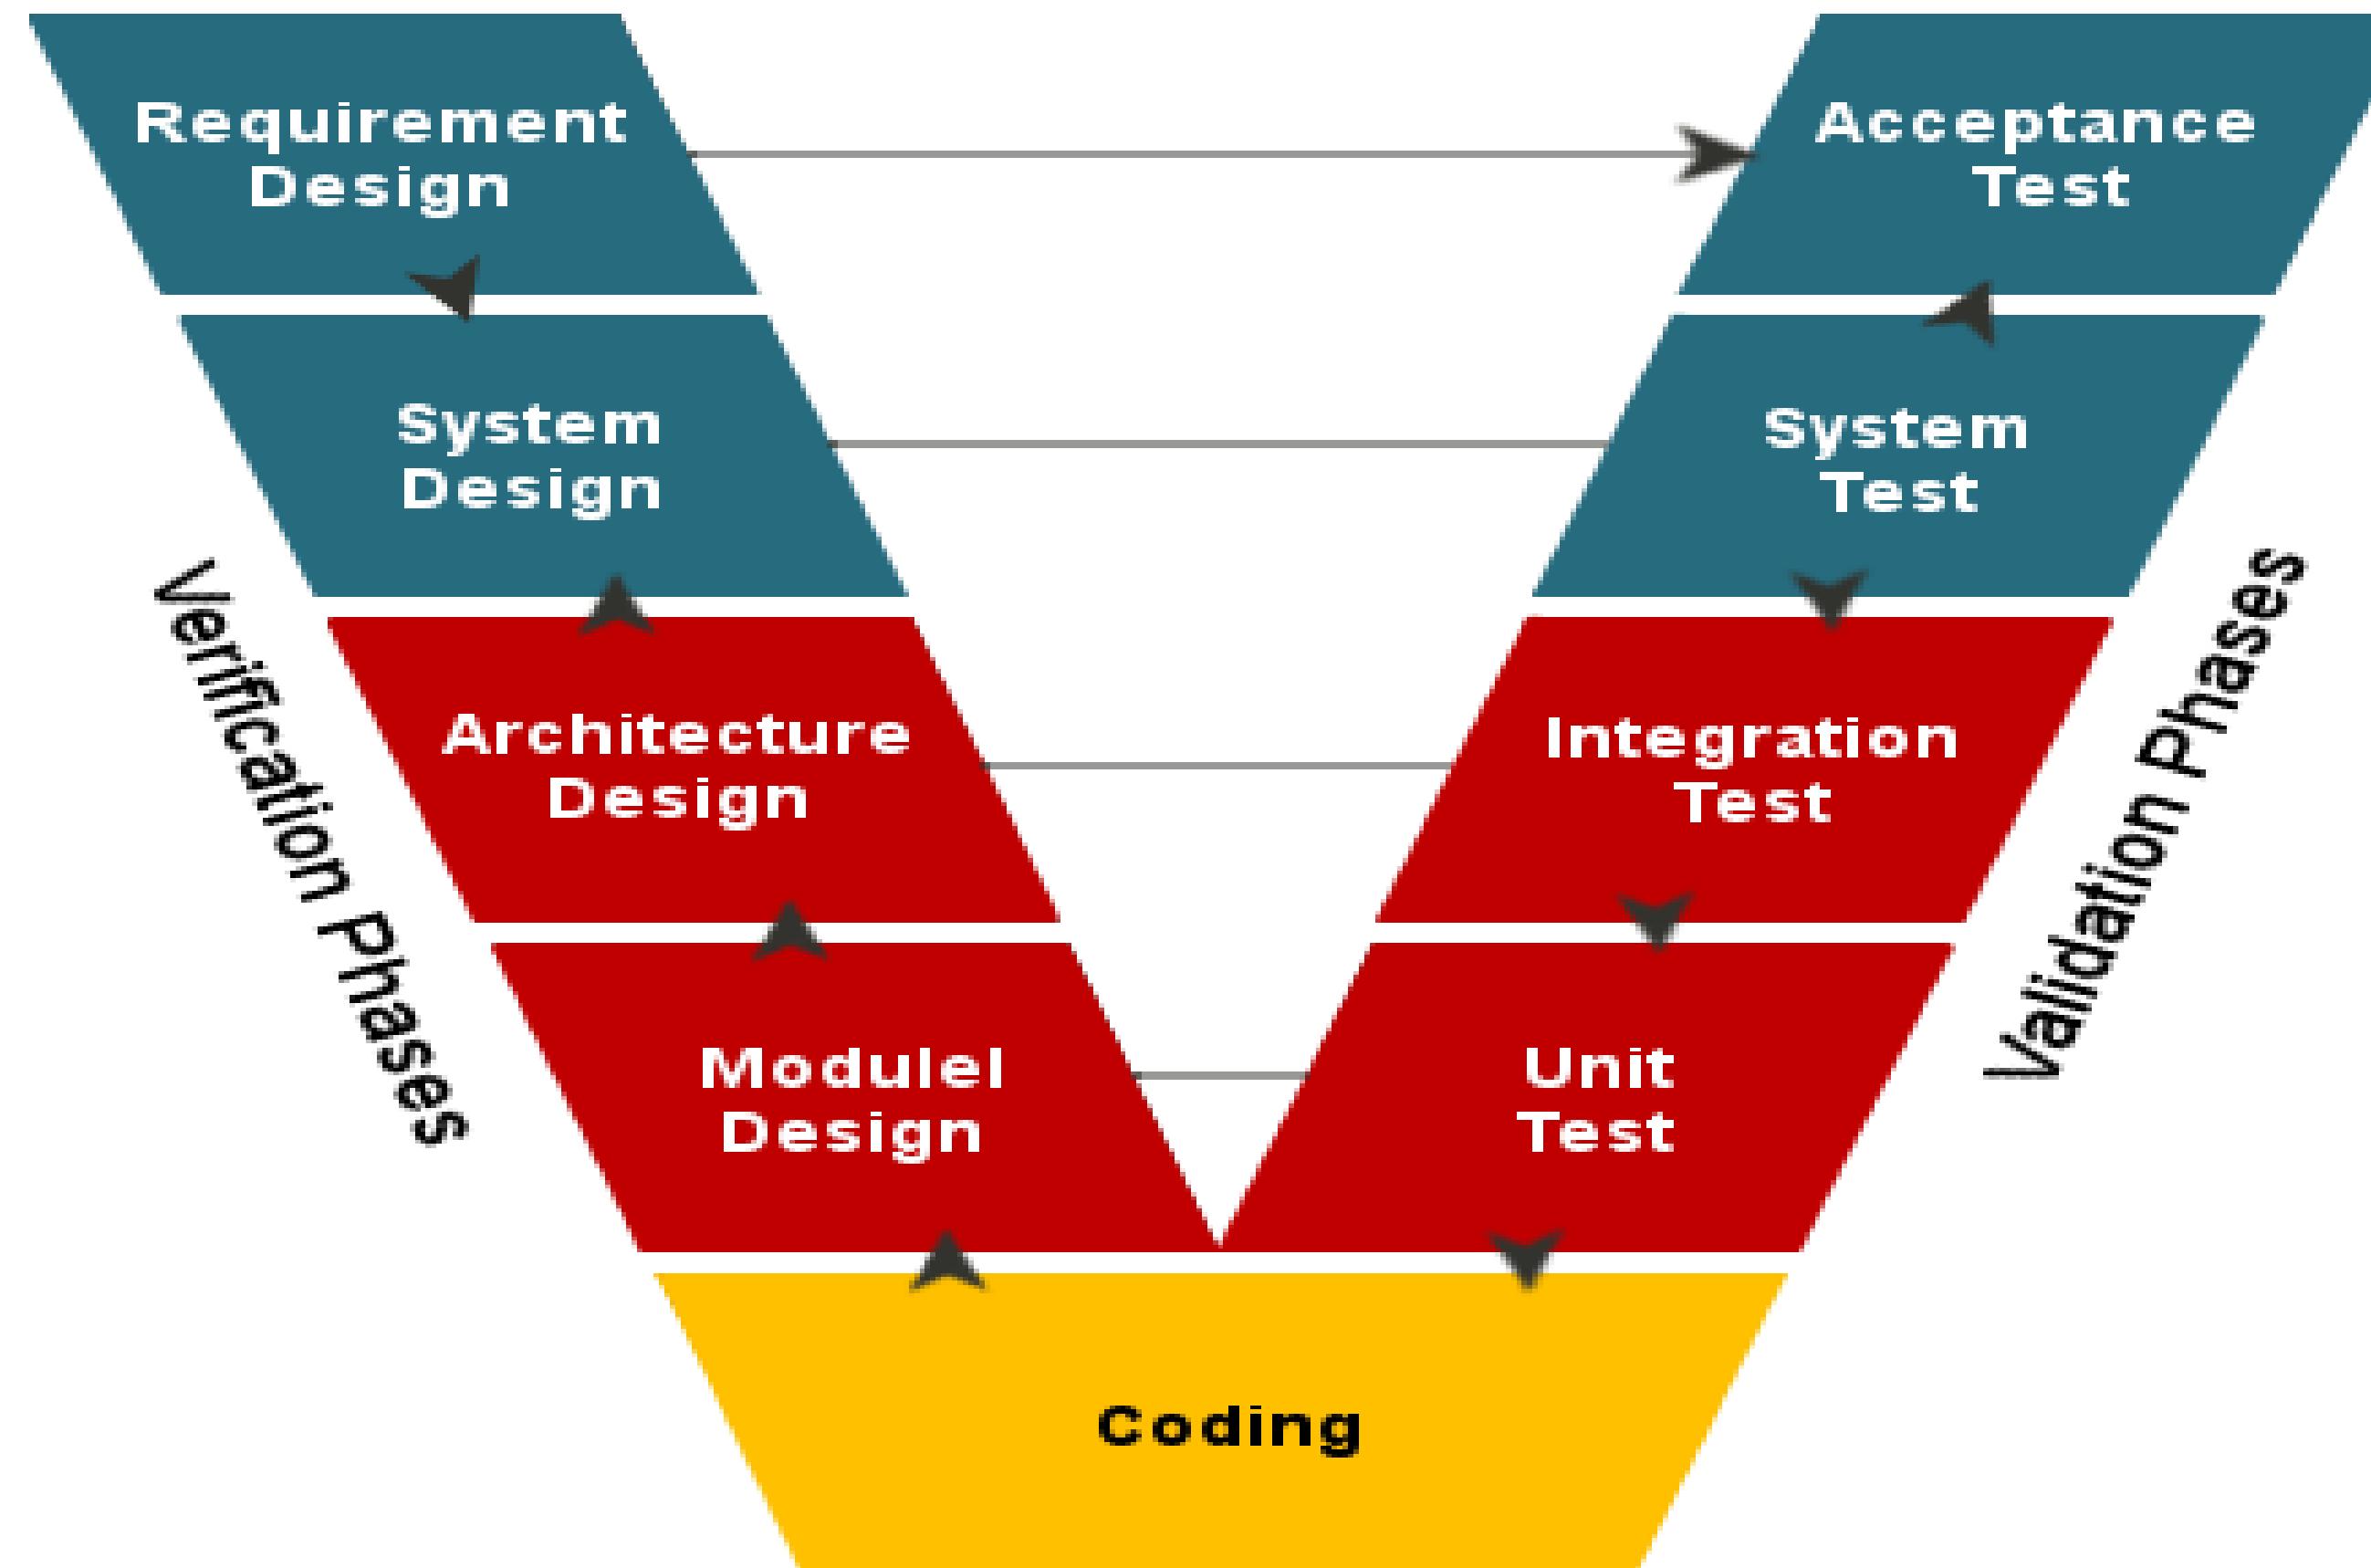 Requirement
Design
Acceptance
Test
System
Design
System
Test
Architecture
Design
Integration
Test
Modulel
Design
Unit
Test
Coding
Verification Phases
Validation Phases